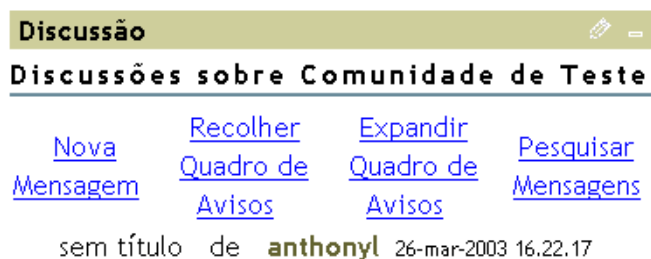 Discussão
Discussões sobre Comunidade de Teste
Nova Mensagem
Recolher Quadro de Avisos
Expandir Quadro de Avisos
Pesquisar Mensagens
sem título de anthonyl 26-mar-2003 16.22.17